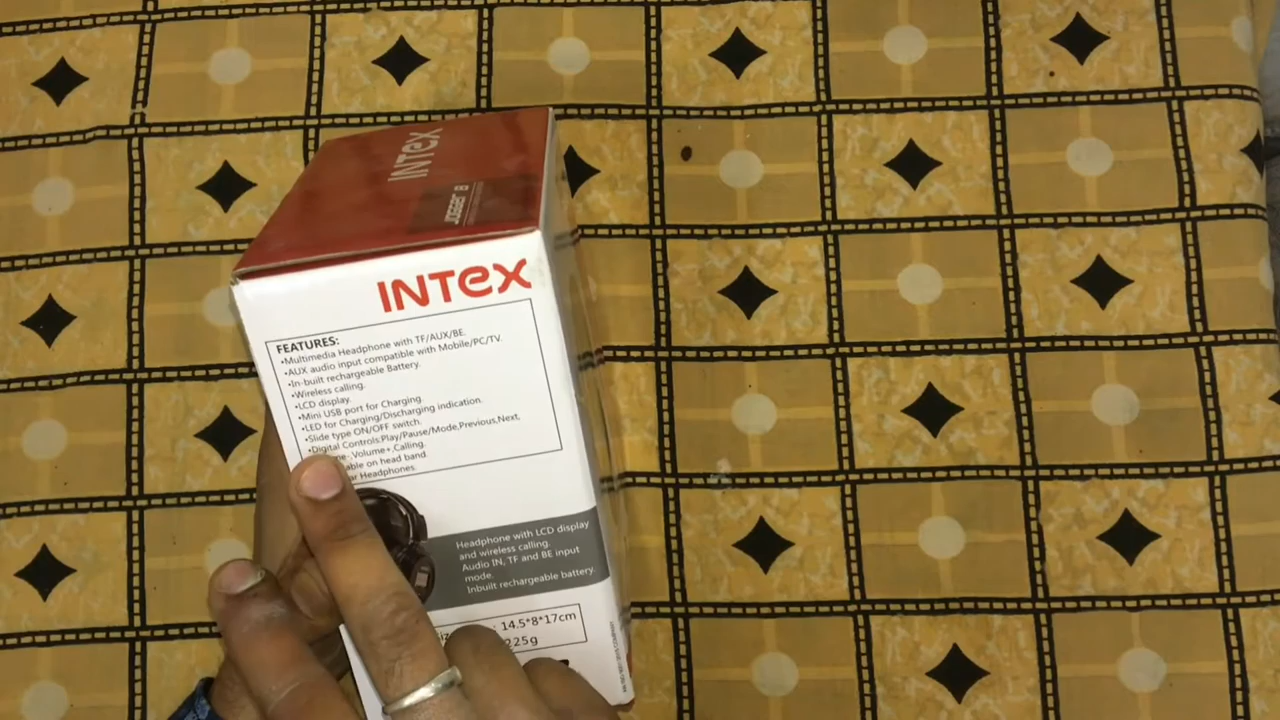 INTEX
JOGGER B
INTEX
FEATURES:
•Multimedia Headphone with TF/AUX/BE.
•AUX audio input compatible with Mobile/PC/TV.
•In-built rechargeable Battery.
•Wireless calling.
•LCD display.
•Mini USB port for Charging.
•LED for Charging/Discharging indication.
•Slide type ON/OFF switch.
•Digital Controls:Play/Pause/Mode,Previous,Next,
Volume+,Calling.
on head band.
Headphones.
Headphone with LCD display
and wireless calling.
Audio IN, TF and BE input
mode.
Inbuilt rechargeable battery.
: 14.5*8*17cm
225g